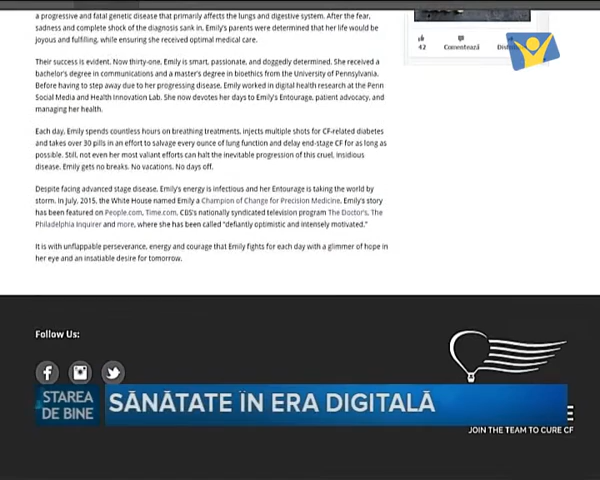 a progressive and fatal genetic disease that primarily affects the lungs and digestive system. After the fear,
sadness and complete shock of the diagnosis sank in, Emily's parents were determined that her life would be
joyous and fulfilling, while ensuring she received optimal medical care.
42
Comentează
Their success is evident. Now thirty-one, Emily is smart, passionate, and doggedly determined. She received a
bachelor's degree in communications and a master's degree in bioethics from the University of Pennsylvania.
Before having to step away due to her progressing disease, Emily worked in digital health research at the Penn
Social Media and Health Innovation Lab. She now devotes her days to Emily's Entourage, patient advocacy, and
managing her health.
Each day, Emily spends countless hours on breathing treatments, injects multiple shots for CF-related diabetes
and takes over 30 pills in an effort to salvage every ounce of lung function and delay end-stage CF for as long as
possible. Still, not even her most valiant efforts can halt the inevitable progression of this cruel, insidious
disease. Emily gets no breaks. No vacations. No days off.
Despite facing advanced stage disease, Emily's energy is infectious and her Entourage is taking the world by
storm. In July, 2015, the White House named Emily a Champion of Change for Precision Medicine. Emily's story
has been featured on People.com, Time.com, CBS's nationally syndicated television program The Doctor's, The
Philadelphia Inquirer and more, where she has been called "defiantly optimistic and intensely motivated."
It is with unflappable perseverance, energy and courage that Emily fights for each day with a glimmer of hope in
her eye and an insatiable desire for tomorrow.
Follow Us:
STAREA
DE BINE
SĂNĂTATE ÎN ERA DIGITALĂ
JOIN THE TEAM TO CURE CF